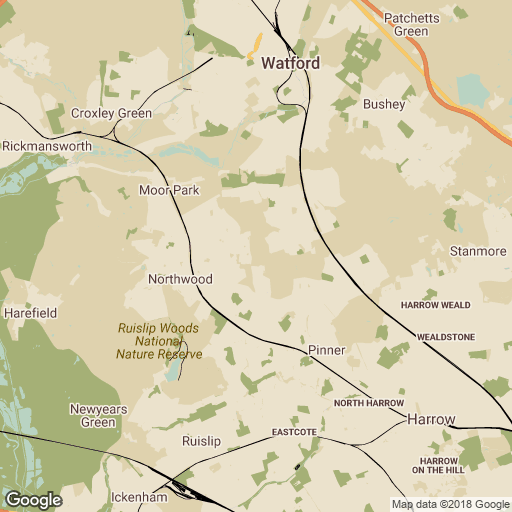 Patchetts
Green
Watford
Bushey
Croxley Green
Rickmansworth
Moor Park
Stanmore
Northwood
Harefield
HARROW WEALD
Ruislip Woods
National
Nature Reserve
WEALDSTONE
Pinner
Newyears
Green
NORTH HARROW
Harrow
EASTCOTE
Ruislip
HARROW
ON THE HILL
Ickenham
Google
Map data ©2018 Google